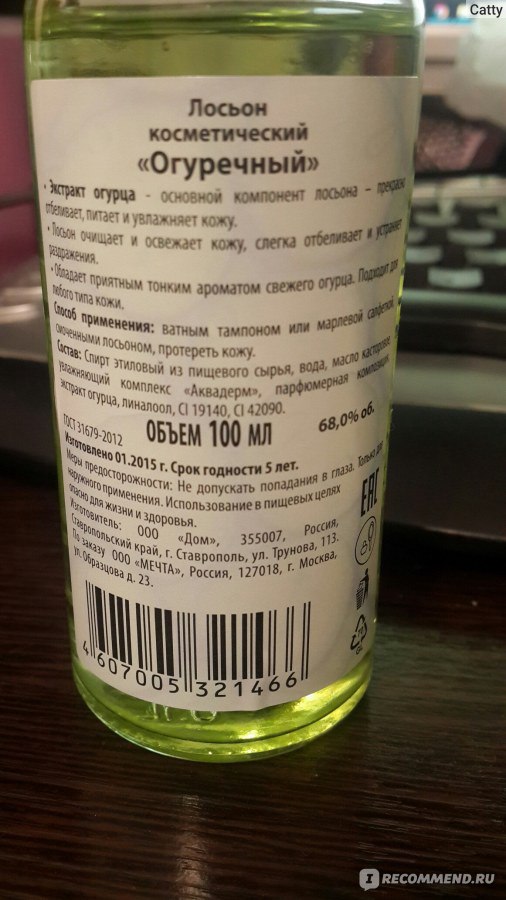 Catty
Лосьон
косметический
«Огуречный»
• Экстракт огурца - основной компонент лосьона – прекрасно
отбеливает, питает и увлажняет кожу.
• Лосьон очищает и освежает кожу, слегка отбеливает и устраняет
раздражения.
• Обладает приятным тонким ароматом свежего огурца. Подходит для
любого типа кожи.
Способ применения: ватным тампоном или марлевой салфеткой,
смоченными лосьоном, протереть кожу.
Состав: Спирт этиловый из пищевого сырья, вода, масло касторовое,
увлажняющий комплекс «Аквадерм», парфюмерная композиция,
экстракт огурца, линалоол, CI 19140, CI 42090.
68,0% об.
ГОСТ 31679-2012 ОБЪЕМ 100 МЛ
Изготовлено 01.2015 г. Срок годности 5 лет.
Меры предосторожности: Не допускать попадания в глаза. Только для
наружного применения. Использование в пищевых целях
опасно для жизни и здоровья.
Изготовитель: ООО «Дом», 355007, Россия,
Ставропольский край, г. Ставрополь, ул. Трунова, 113.
По заказу ООО «МЕЧТА», Россия, 127018, г. Москва,
ул. Образцова д. 23.
EAC
4 607005 321466
IRECOMMEND.RU